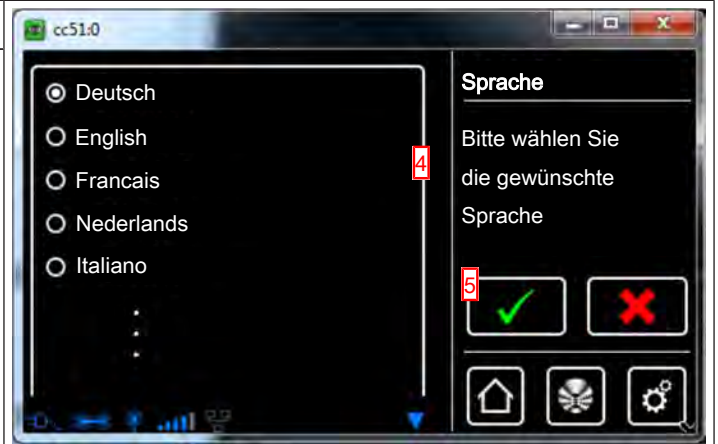 cc51:0
Deutsch
English
Francais
Nederlands
Italiano
4
Sprache
Bitte wählen Sie
die gewünschte
Sprache
5